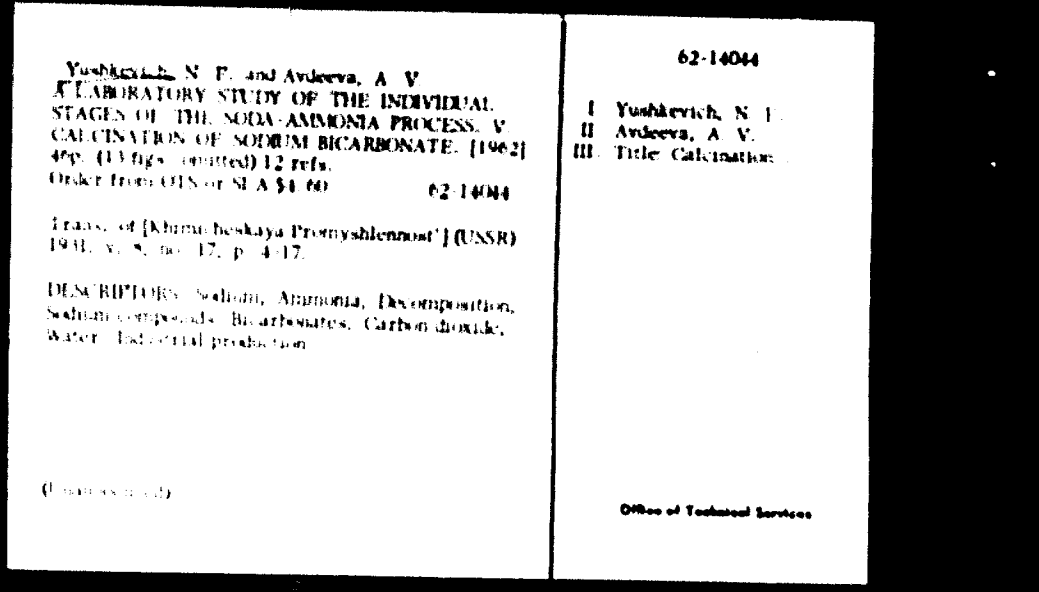 Yushkevich, N. F. and Avdeeva, A. V.
A LABORATORY STUDY OF THE INDIVIDUAL
STAGES OF THE SODA-AMMONIA PROCESS. V.
CALCINATION OF SODIUM BICARBONATE. [1962]
46p. (13 figs. omitted) 12 refs.
Order from OTS or SLA $4.60 62-14044
Trans. of [Khimicheskaya Promyshlennost'] (USSR)
1931, v. 8, no. 17, p. 4-17.
DESCRIPTORS: Sodium, Ammonia, Decomposition,
Sodium compounds, Bicarbonates, Carbon dioxide,
Water, Industrial production
62-14044
I. Yushkevich, N. F.
II. Avdeeva, A. V.
III. Title: Calcination...
Office of Technical Services